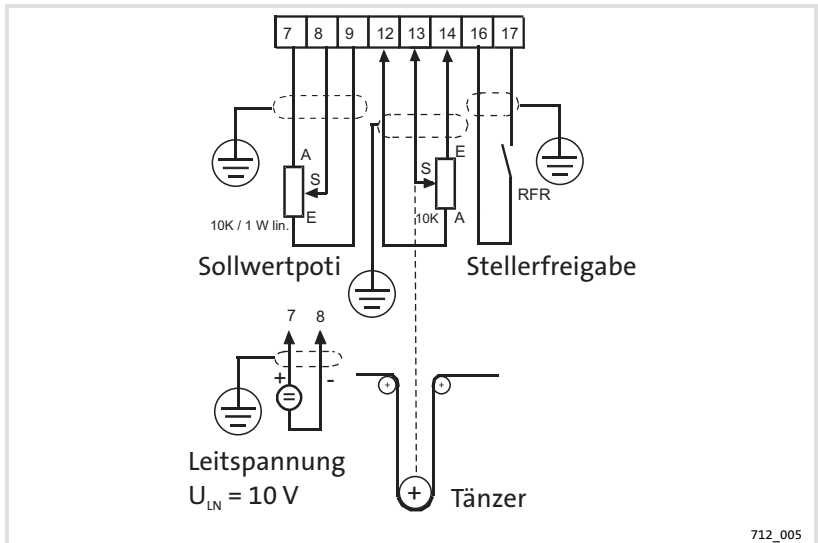 7 8 9 12 13 14 16 17
A
S
E
10K / 1 W lin.
E
S
10K A
RFR
Sollwertpoti
Stellerfreigabe
7 8
+ -
=
+ +
Leitspannung
U_LN = 10 V
+
Tänzer
712_005